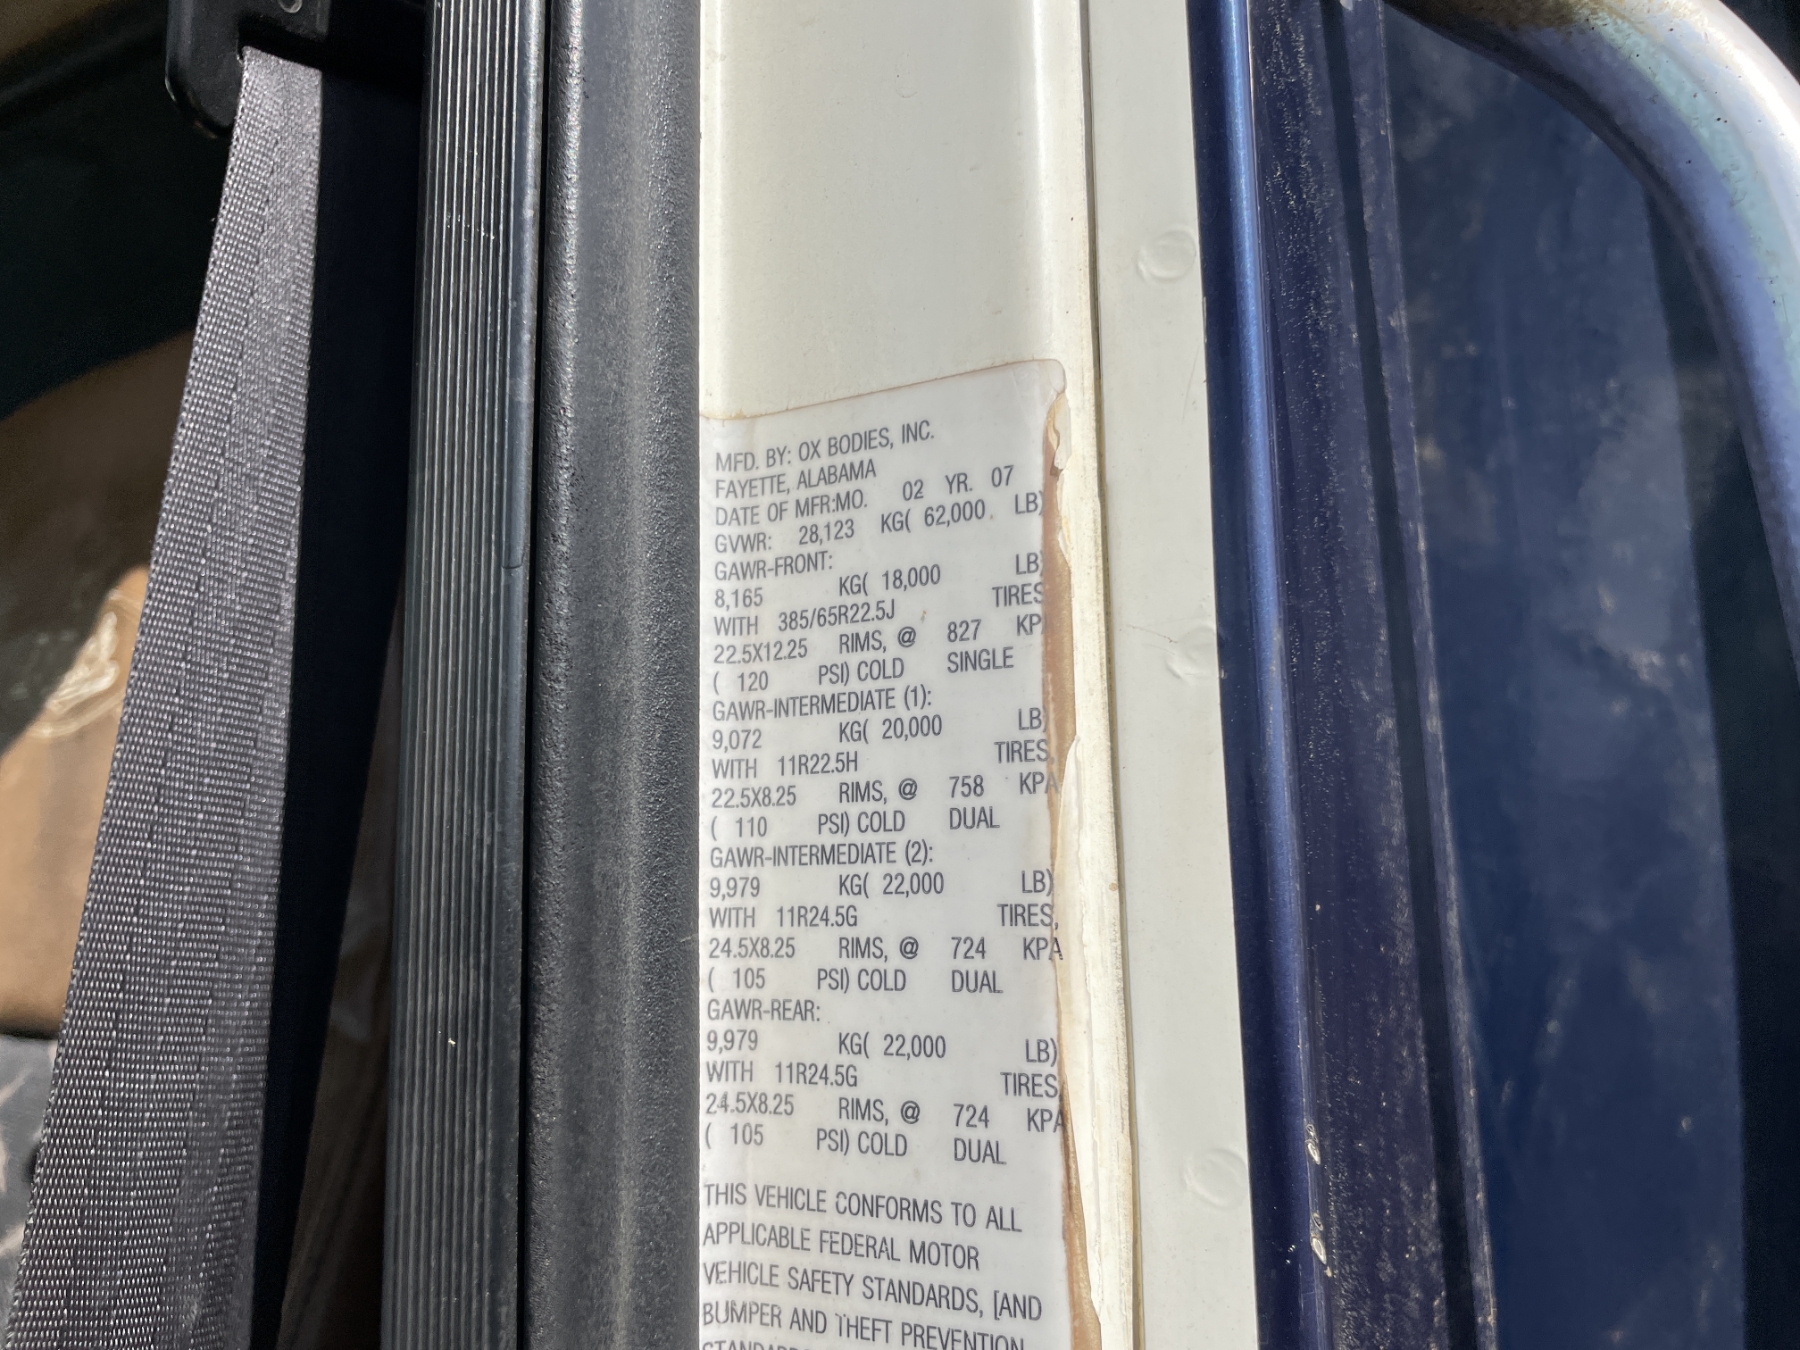 MFD. BY: OX BODIES, INC.
FAYETTE, ALABAMA
DATE OF MFR:MO. 02 YR. 07
GVWR: 28,123 KG( 62,000 LB)
GAWR-FRONT:
8,165 KG( 18,000 LB)
WITH 385/65R22.5J TIRES
22.5X12.25 RIMS, @ 827 KP
( 120 PSI) COLD SINGLE
GAWR-INTERMEDIATE (1):
9,072 KG( 20,000 LB)
WITH 11R22.5H TIRES,
22.5X8.25 RIMS, @ 758 KPA
( 110 PSI) COLD DUAL
GAWR-INTERMEDIATE (2):
9,979 KG( 22,000 LB)
WITH 11R24.5G TIRES,
24.5X8.25 RIMS, @ 724 KPA
( 105 PSI) COLD DUAL
GAWR-REAR:
9,979 KG( 22,000 LB)
WITH 11R24.5G TIRES,
24.5X8.25 RIMS, @ 724 KPA
( 105 PSI) COLD DUAL
THIS VEHICLE CONFORMS TO ALL
APPLICABLE FEDERAL MOTOR
VEHICLE SAFETY STANDARDS, [AND
BUMPER AND THEFT PREVENTION